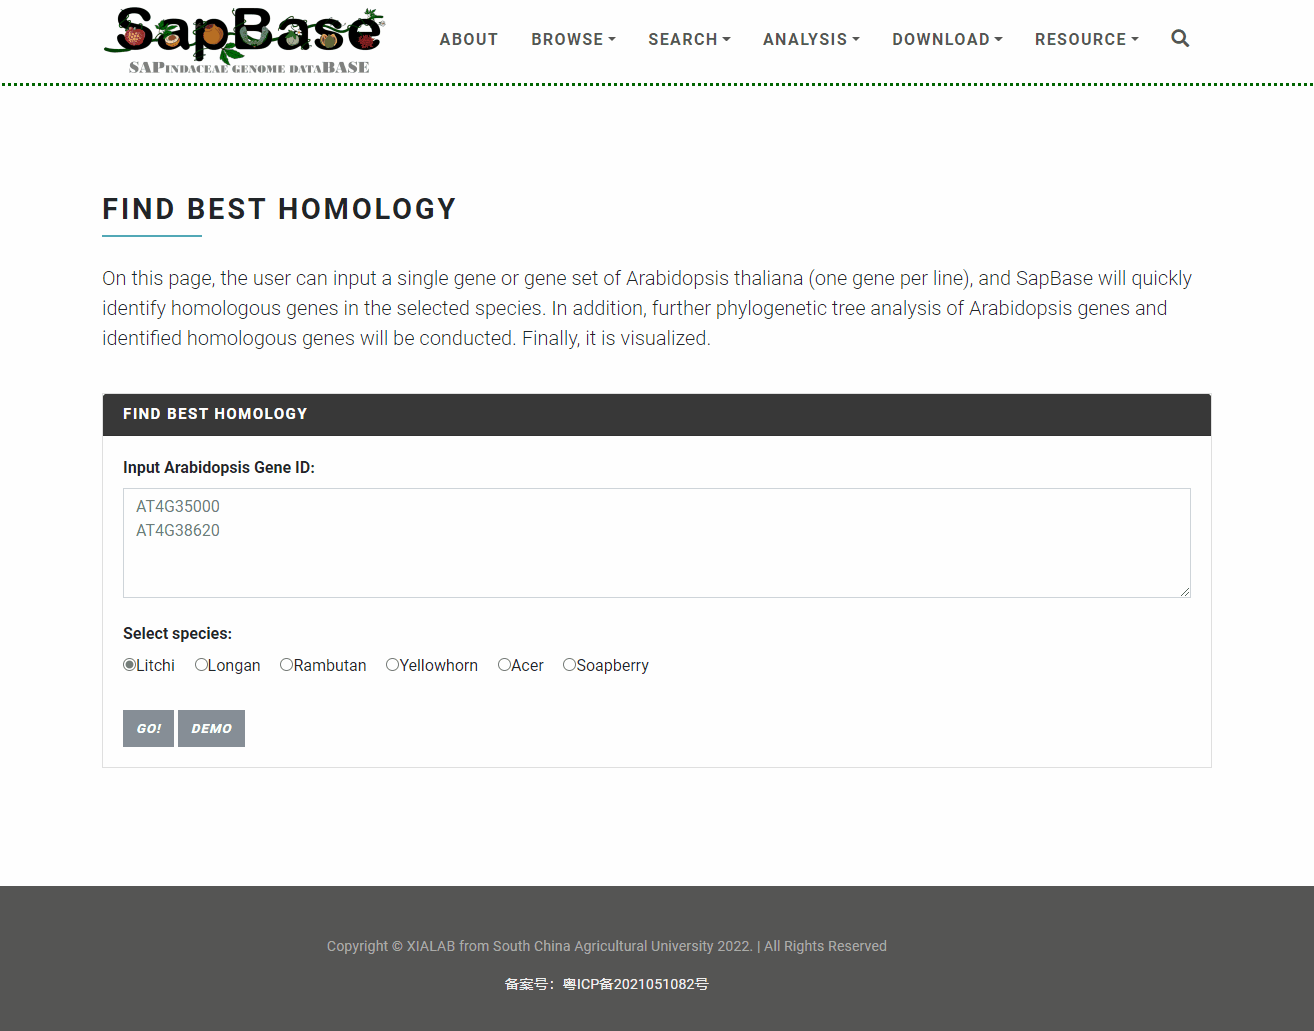 SapBase
SAPINDACEAE GENOME DATABASE
ABOUT BROWSE SEARCH ANALYSIS DOWNLOAD RESOURCE
FIND BEST HOMOLOGY
On this page, the user can input a single gene or gene set of Arabidopsis thaliana (one gene per line), and SapBase will quickly
identify homologous genes in the selected species. In addition, further phylogenetic tree analysis of Arabidopsis genes and
identified homologous genes will be conducted. Finally, it is visualized.
FIND BEST HOMOLOGY
Input Arabidopsis Gene ID:
AT4G35000
AT4G38620
Select species:
Litchi Longan Rambutan Yellowhorn Acer Soapberry
GO! DEMO
Copyright © XIALAB from South China Agricultural University 2022. | All Rights Reserved
备案号：粤ICP备2021051082号